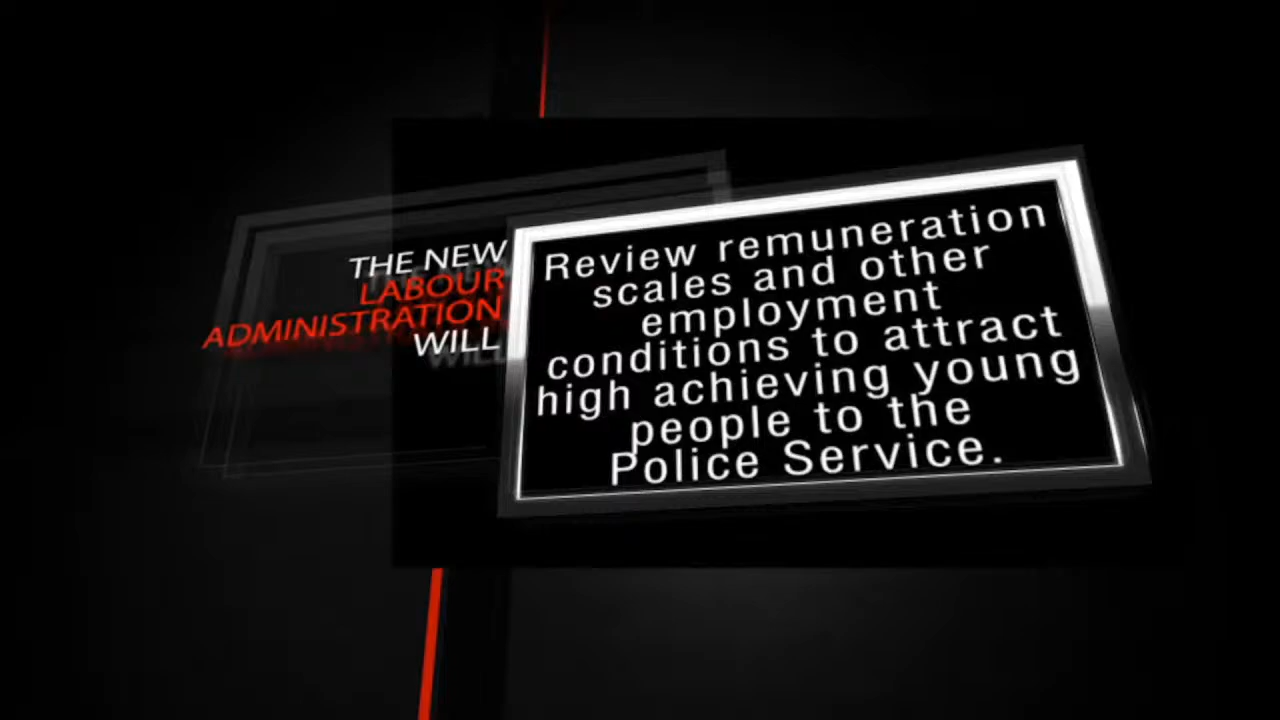 THE NEW
LABOUR
ADMINISTRATION
WILL
Review remuneration
scales and other
employment
conditions to attract
high achieving young
people to the
Police Service.